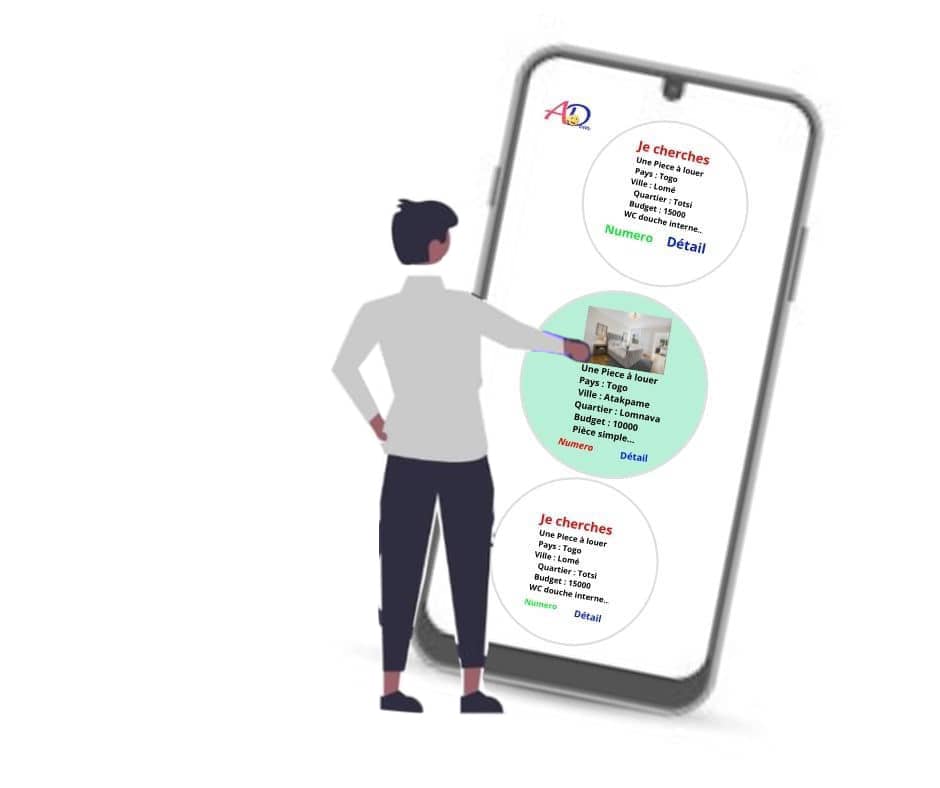 AD
Je cherches
Une Piece à louer
Pays : Togo
Ville : Lomé
Quartier : Totsi
Budget : 15000
WC douche interne..
Numero Détail
Une Piece à louer
Pays : Togo
Ville : Atakpame
Quartier : Lomnava
Budget : 10000
Pièce simple...
Numero Détail
Je cherches
Une Piece à louer
Pays : Togo
Ville : Lomé
Quartier : Totsi
Budget : 15000
WC douche interne..
Numero Détail